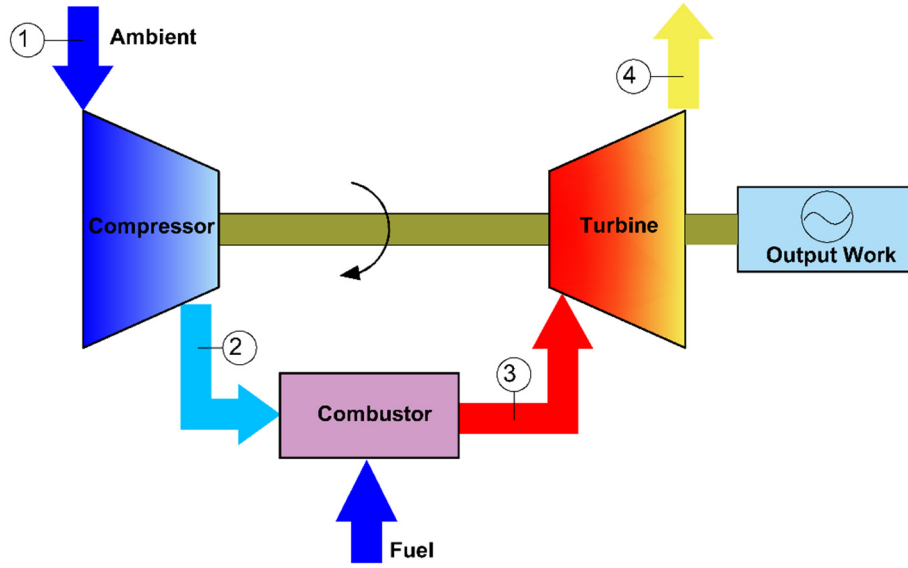 1
Ambient
4
Compressor
Turbine
Output Work
2
3
Combustor
Fuel